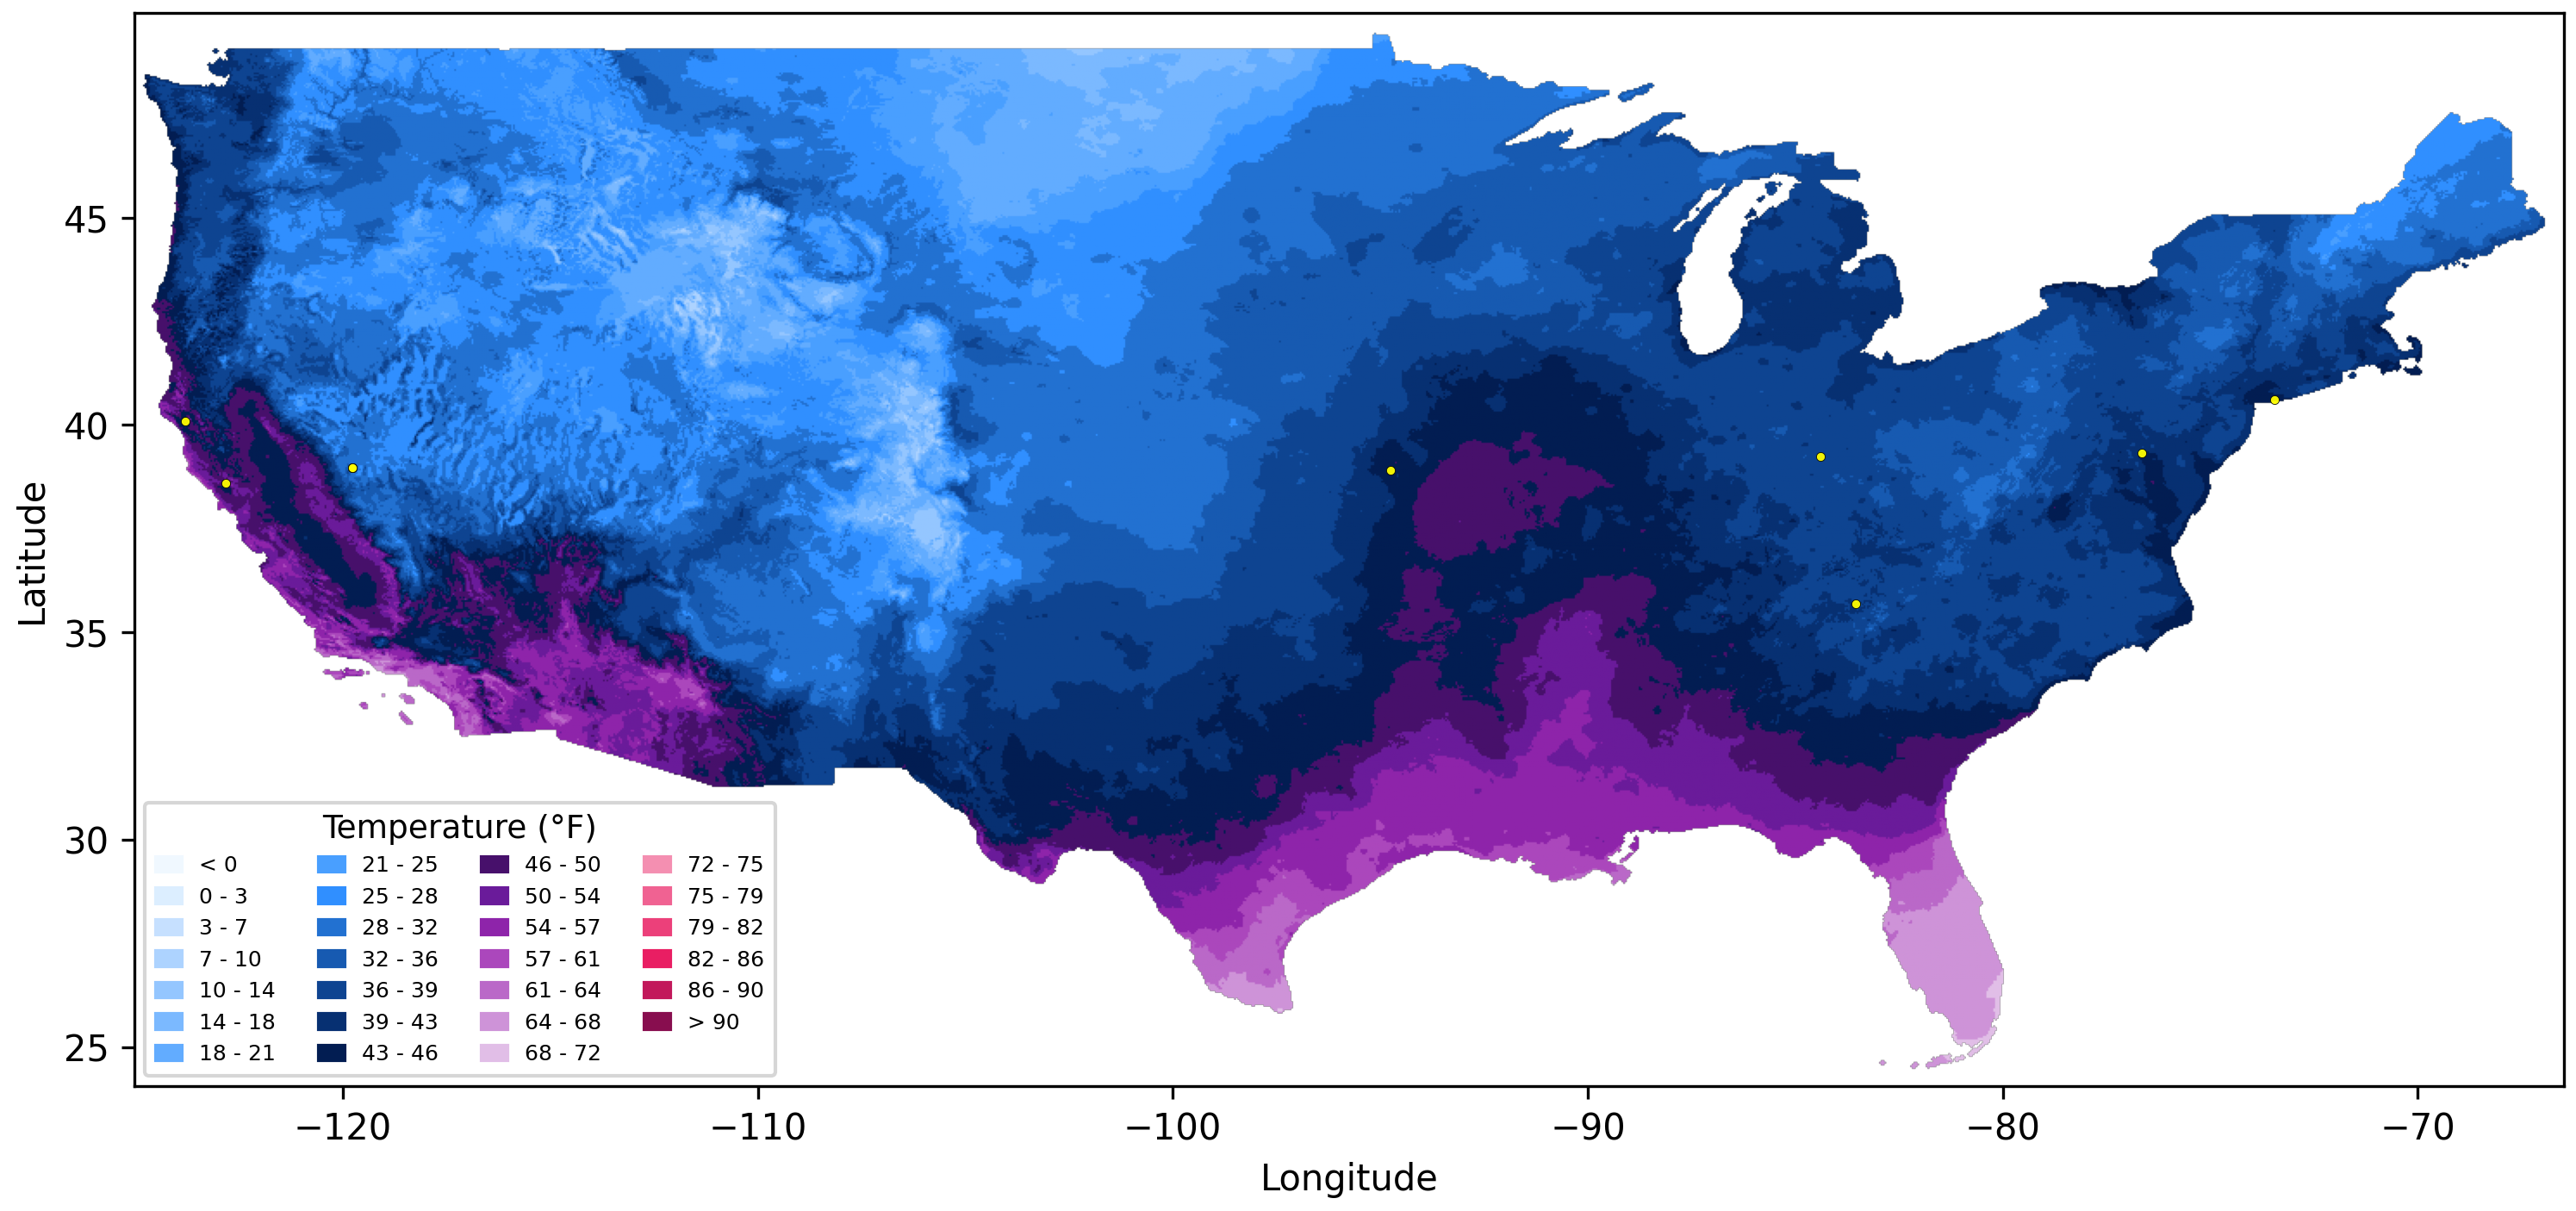 45
40
35
30
25
Latitude
Temperature (°F)
< 0
0 - 3
3 - 7
7 - 10
10 - 14
14 - 18
18 - 21
21 - 25
25 - 28
28 - 32
32 - 36
36 - 39
39 - 43
43 - 46
46 - 50
50 - 54
54 - 57
57 - 61
61 - 64
64 - 68
68 - 72
72 - 75
75 - 79
79 - 82
82 - 86
86 - 90
> 90
−120
−110
−100
−90
−80
−70
Longitude